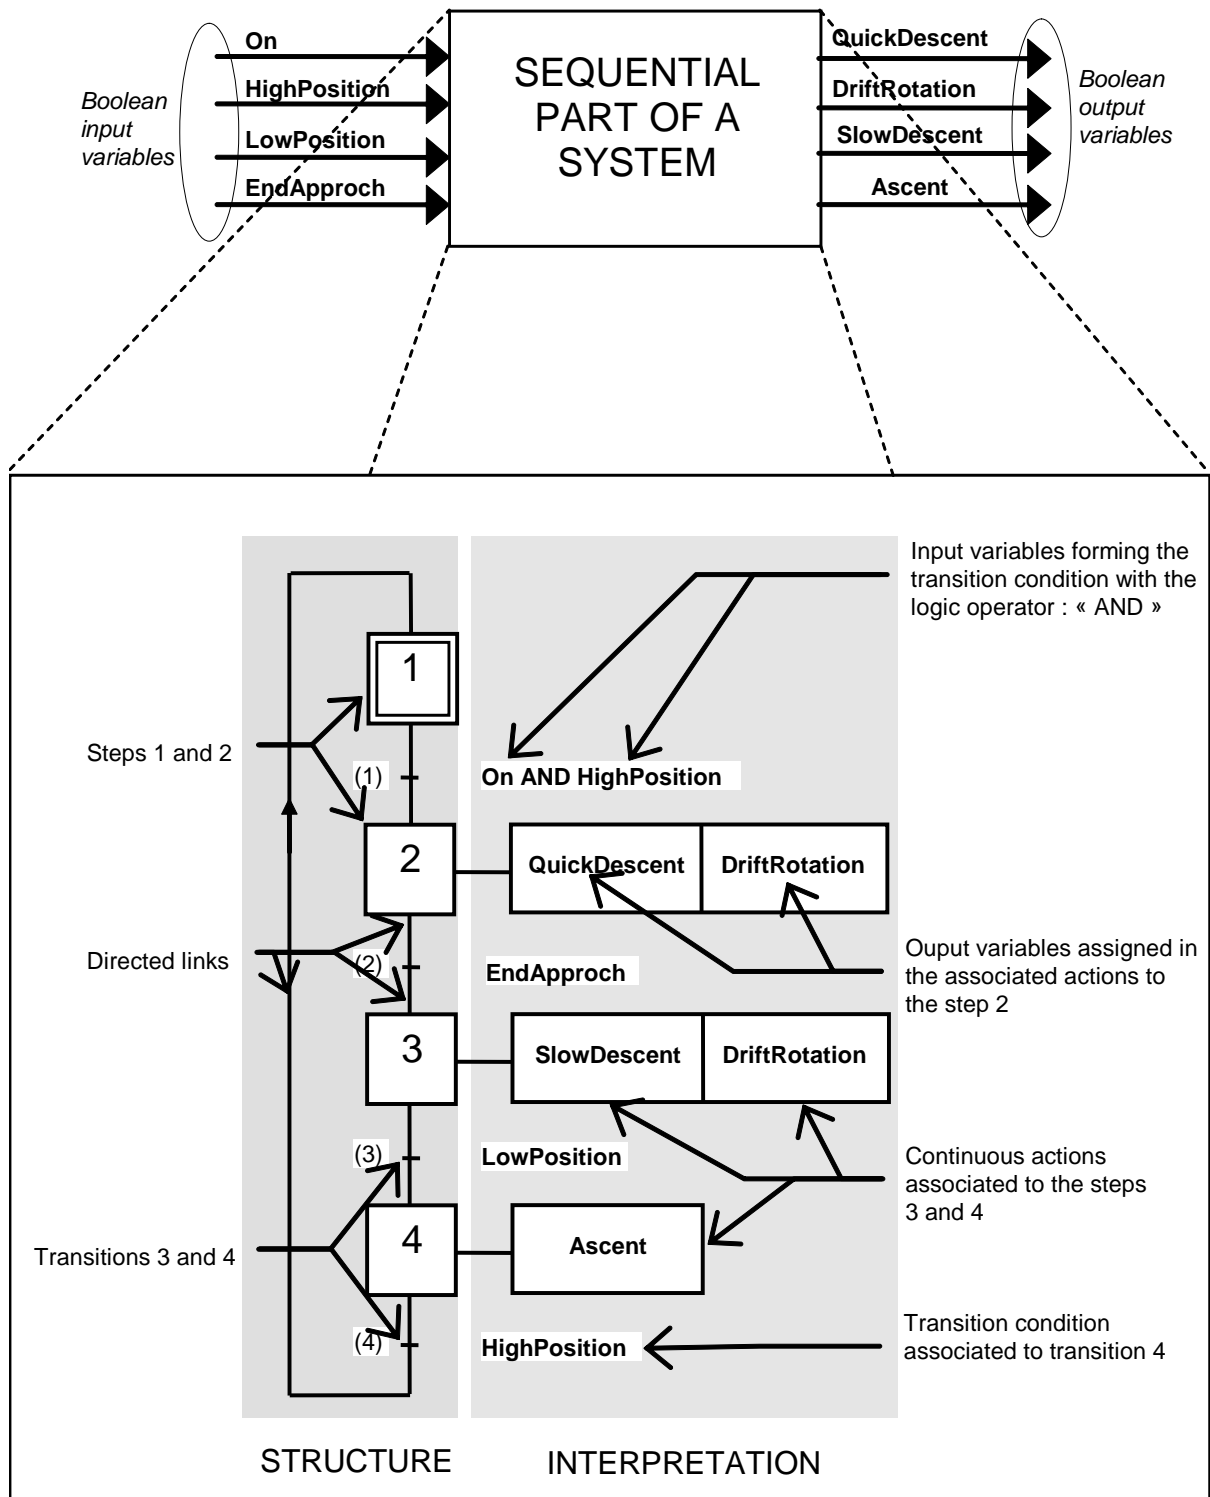 On
HighPosition
LowPosition
EndApproch
Boolean
input
variables
SEQUENTIAL
PART OF A
SYSTEM
QuickDescent
DriftRotation
SlowDescent
Ascent
Boolean
output
variables
Input variables forming the
transition condition with the
logic operator : « AND »
1
Steps 1 and 2
(1)
On AND HighPosition
2
QuickDescent
DriftRotation
Directed links
(2)
EndApproch
Ouput variables assigned in
the associated actions to
the step 2
3
SlowDescent
DriftRotation
(3)
LowPosition
Continuous actions
associated to the steps
3 and 4
4
Ascent
Transitions 3 and 4
(4)
HighPosition
Transition condition
associated to transition 4
STRUCTURE
INTERPRETATION